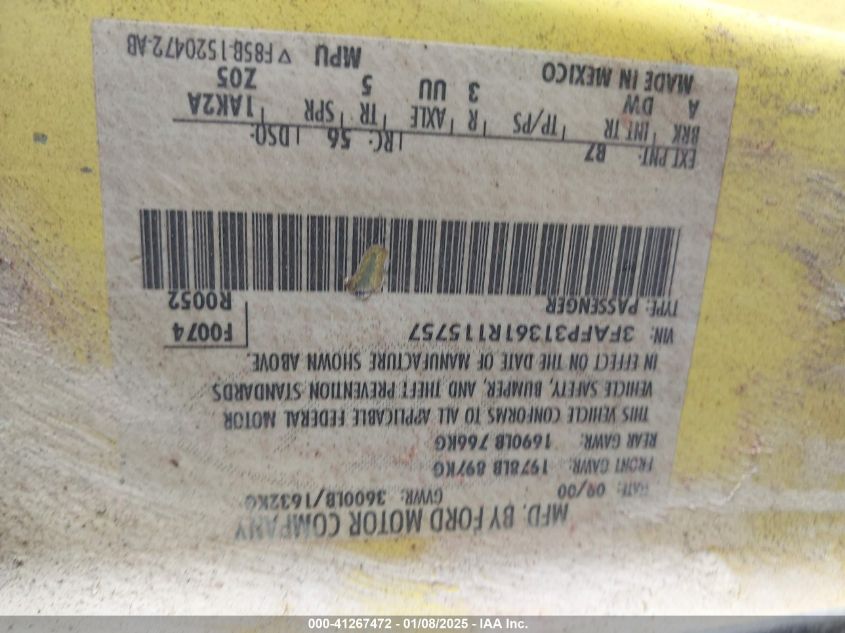 MFD. BY FORD MOTOR COMPANY
DATE: GVWR: 3600LB/1632KG
FRONT GAWR: 1978LB 897KG
REAR GAWR: 1690LB 766KG
THIS VEHICLE CONFORMS TO ALL APPLICABLE FEDERAL MOTOR
VEHICLE SAFETY, BUMPER, AND THEFT PREVENTION STANDARDS
IN EFFECT ON THE DATE OF MANUFACTURE SHOWN ABOVE.
VIN: 3FAFP31361R115757 F0074
TYPE: PASSENGER R0052
EXT PNT: B7 RC: 56 DSO:
BRK INT TR TP/PS R AXLE TR SPR 1AK2A
A DW 3 UU 5 Z05
MADE IN MEXICO MPU F85B-1520472-AB
000-41267472 - 01/08/2025 - IAA Inc.